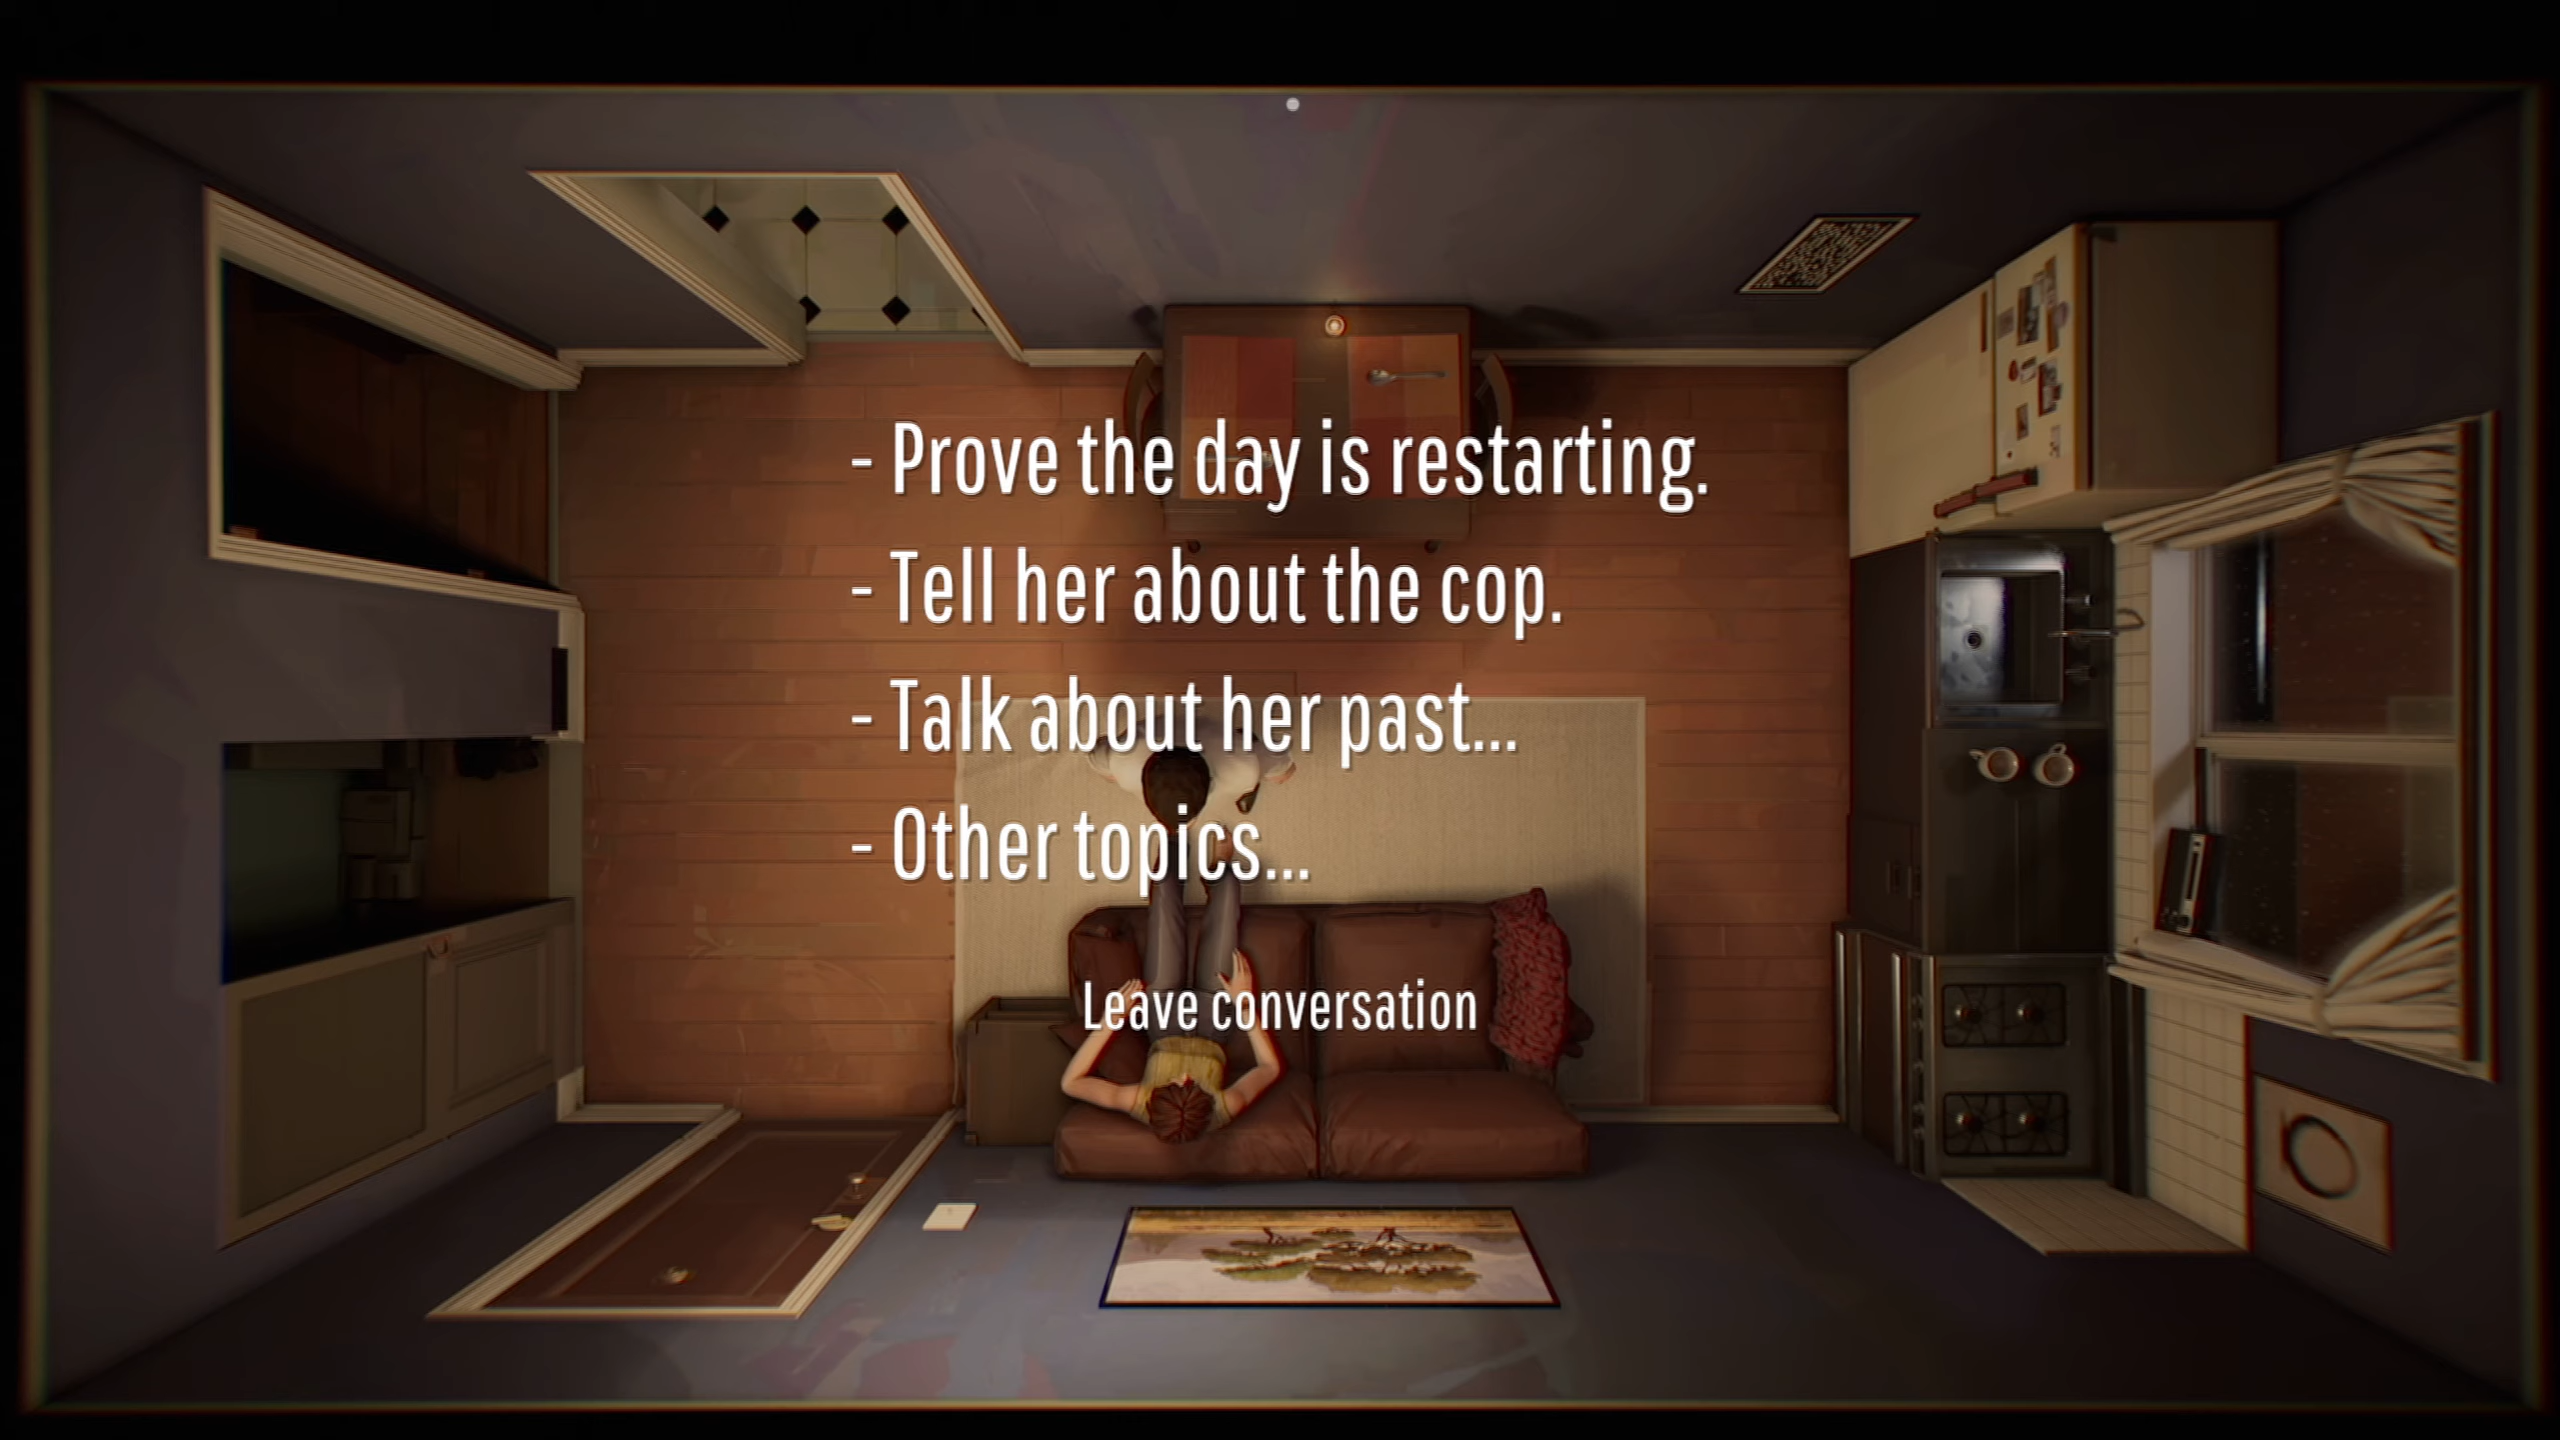 - Prove the day is restarting.
- Tell her about the cop.
- Talk about her past...
- Other topics...
Leave conversation